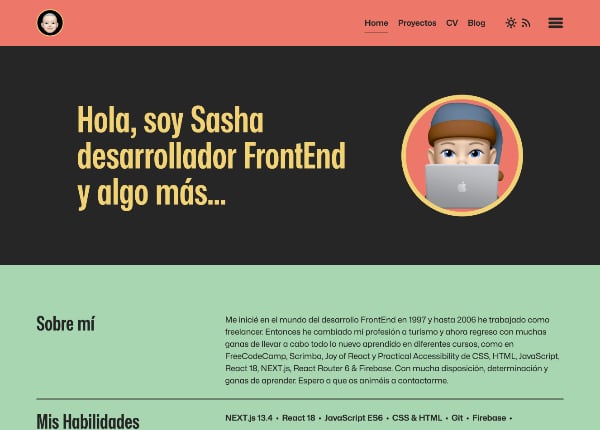 Home Proyectos CV Blog
Hola, soy Sasha
desarrollador FrontEnd
y algo más...
Sobre mí
Me inicié en el mundo del desarrollo FrontEnd en 1997 y hasta 2006 he trabajado como
freelancer. Entonces he cambiado mi profesión a turismo y ahora regreso con muchas
ganas de llevar a cabo todo lo nuevo aprendido en diferentes cursos, como en
FreeCodeCamp, Scrimba, Joy of React y Practical Accessibility de CSS, HTML, JavaScript,
React 18, NEXT.js, React Router 6 & Firebase. Con mucha disposición, determinación y
ganas de aprender. Espero a que os animéis a contactarme.
Mis Habilidades
NEXT.js 13.4 • React 18 • JavaScript ES6 • CSS & HTML • Git • Firebase •